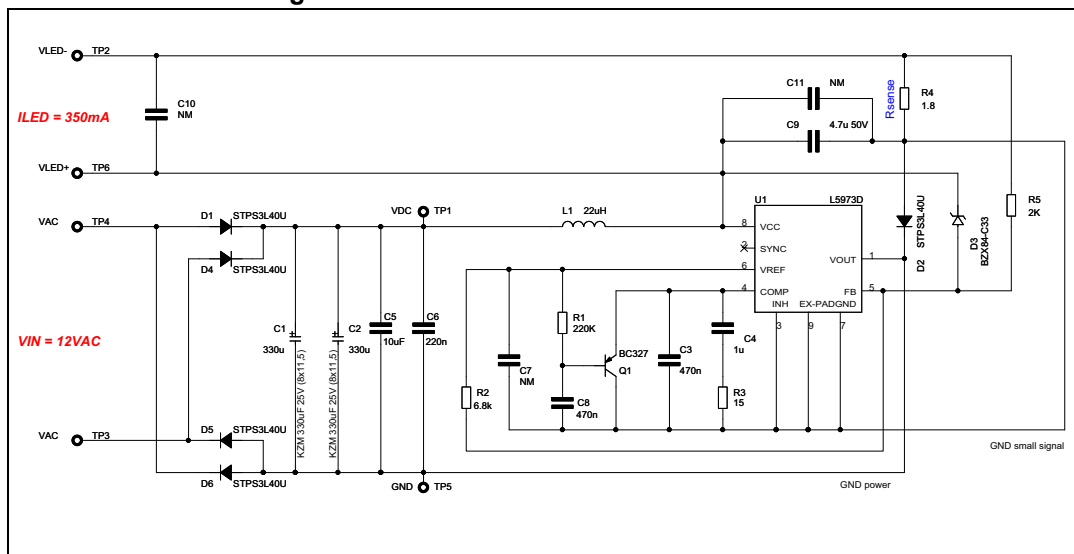 VLED- TP2
C10
NM
ILED = 350mA
VLED+ TP6
VAC TP4
D1 STPS3L40U
D4 STPS3L40U
VIN = 12VAC
C1
330u
KZM 330uF 25V (8x11,5)
C2
330u
KZM 330uF 25V (8x11,5)
C5
10uF
C6
220n
VAC TP3
D5 STPS3L40U
D6 STPS3L40U
VDC TP1
GND TP5
L1 22uH
C11 NM
C9 4.7u 50V
Rsense
R4
1.8
U1 L5973D
8 VCC
2 SYNC
6 VREF
4 COMP
VOUT 1
FB 5
INH EX-PAD GND
3 9 7
D2
STPS3L40U
D3
BZX84-C33
R5
2K
R1
220K
BC327
Q1
C7
NM
C8
470n
R2
6.8k
C3
470n
C4
1u
R3
15
GND small signal
GND power